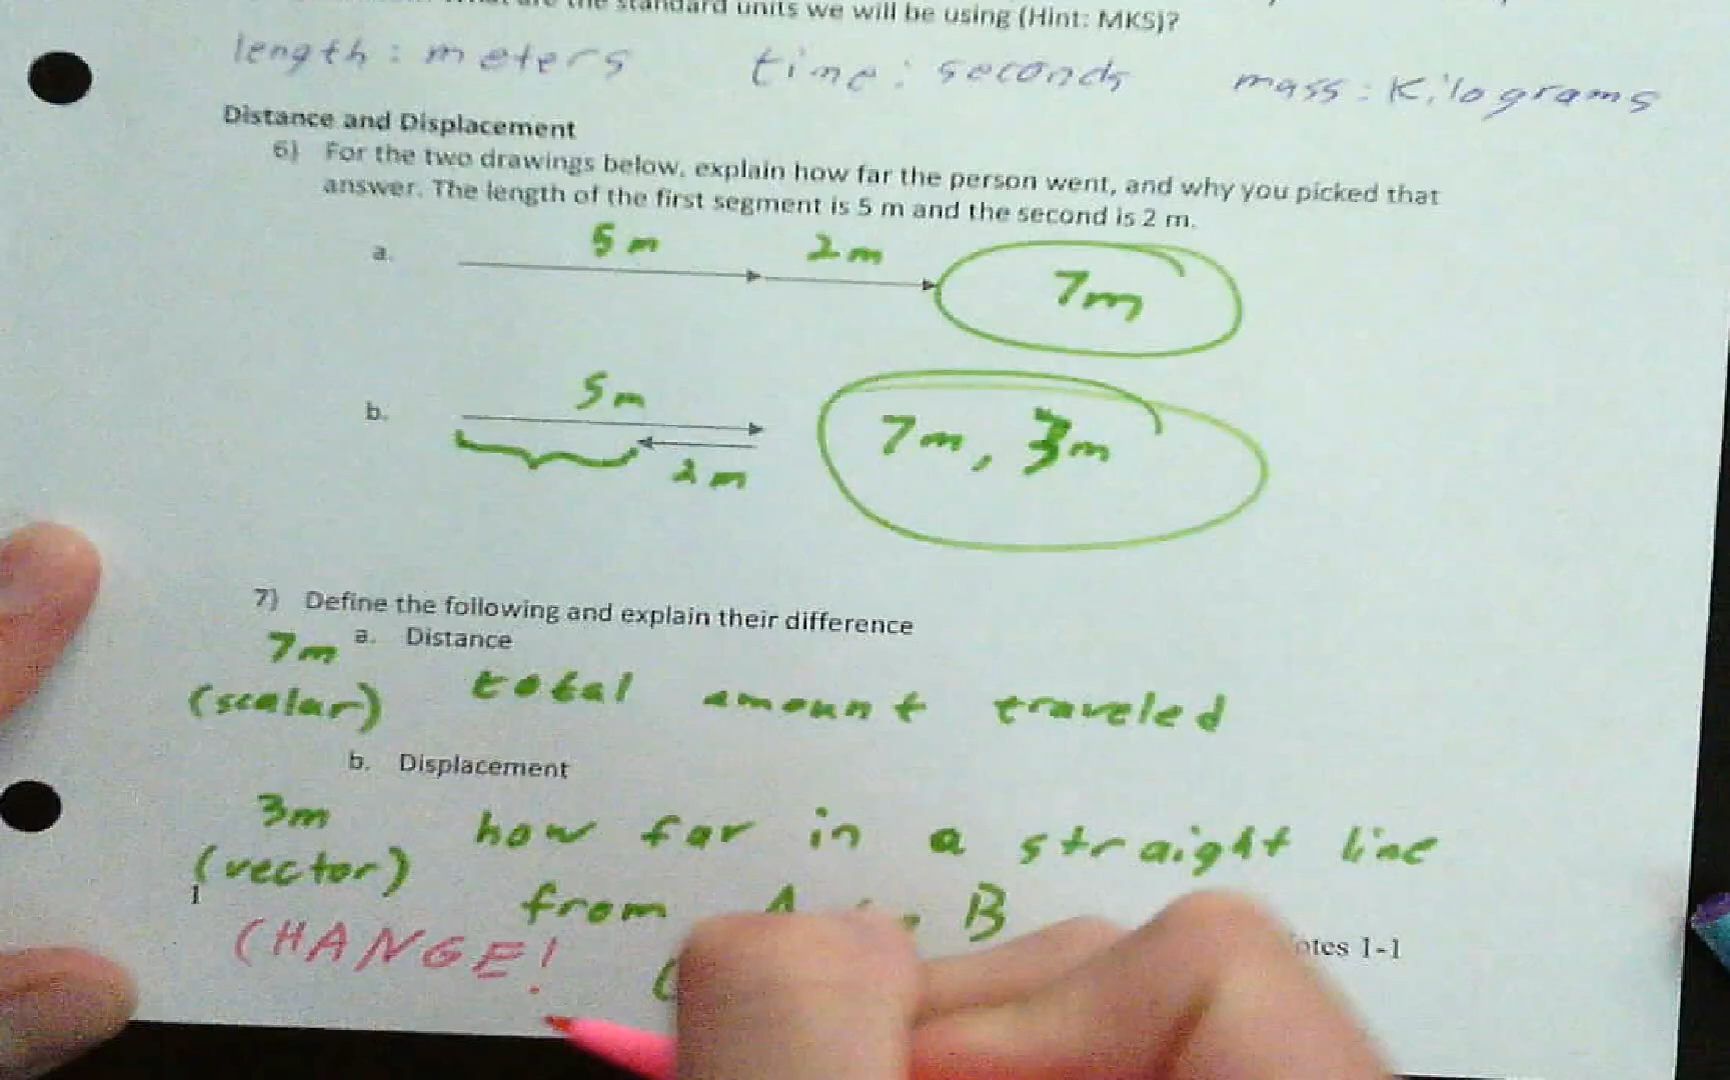 the standard units we will be using (Hint: MKS)?
length: meters time: seconds mass: Kilograms
Distance and Displacement
6) For the two drawings below, explain how far the person went, and why you picked that
answer. The length of the first segment is 5 m and the second is 2 m.
a. 5m 2m 7m
b. 5m 7m, 3m
2m
7) Define the following and explain their difference
7m a. Distance
(scalar) total amount traveled
b. Displacement
3m how far in a straight line
(vector)
1 from A B
CHANGE! otes 1-1